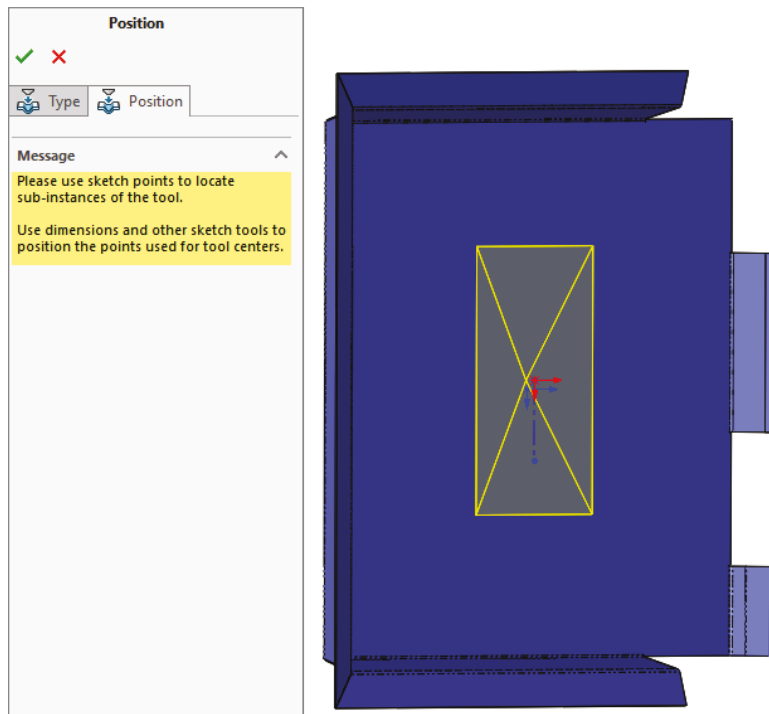 Position
Type
Position
Message
Please use sketch points to locate
sub-instances of the tool.
Use dimensions and other sketch tools to
position the points used for tool centers.